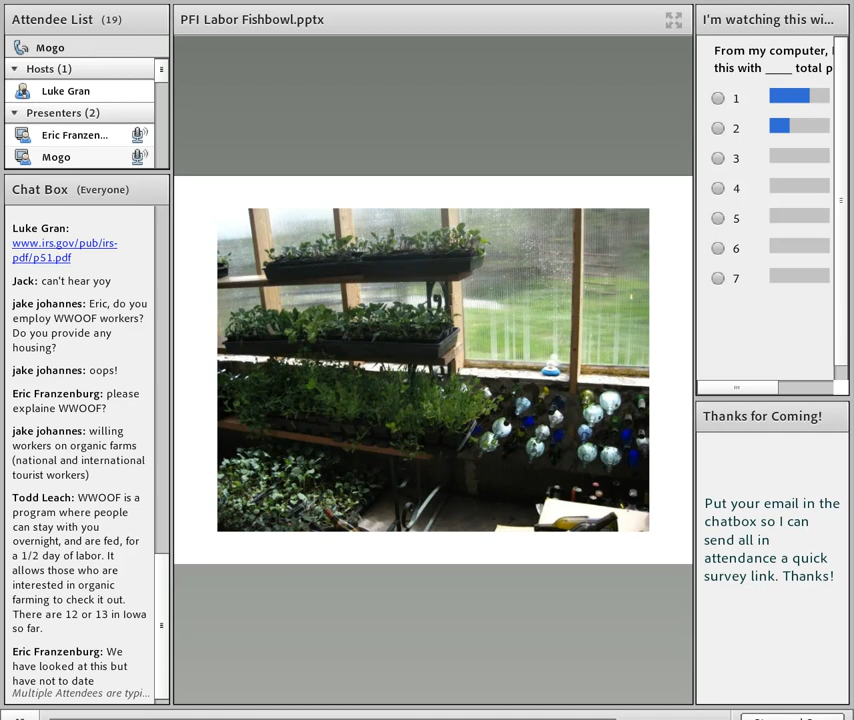 Attendee List (19)
Mogo
Hosts (1)
Luke Gran
Presenters (2)
Eric Franzen...
Mogo
Chat Box (Everyone)
Luke Gran:
www.irs.gov/pub/irs-
pdf/p51.pdf
Jack: can't hear yoy
jake johannes: Eric, do you
employ WWOOF workers?
Do you provide any
housing?
jake johannes: oops!
Eric Franzenburg: please
explaine WWOOF?
jake johannes: willing
workers on organic farms
(national and international
tourist workers)
Todd Leach: WWOOF is a
program where people
can stay with you
overnight, and are fed, for
a 1/2 day of labor. It
allows those who are
interested in organic
farming to check it out.
There are 12 or 13 in Iowa
so far.
Eric Franzenburg: We
have looked at this but
have not to date
Multiple Attendees are typi...
PFI Labor Fishbowl.pptx
I'm watching this wi...
From my computer,
this with ____ total p
1
2
3
4
5
6
7
Thanks for Coming!
Put your email in the
chatbox so I can
send all in
attendance a quick
survey link. Thanks!